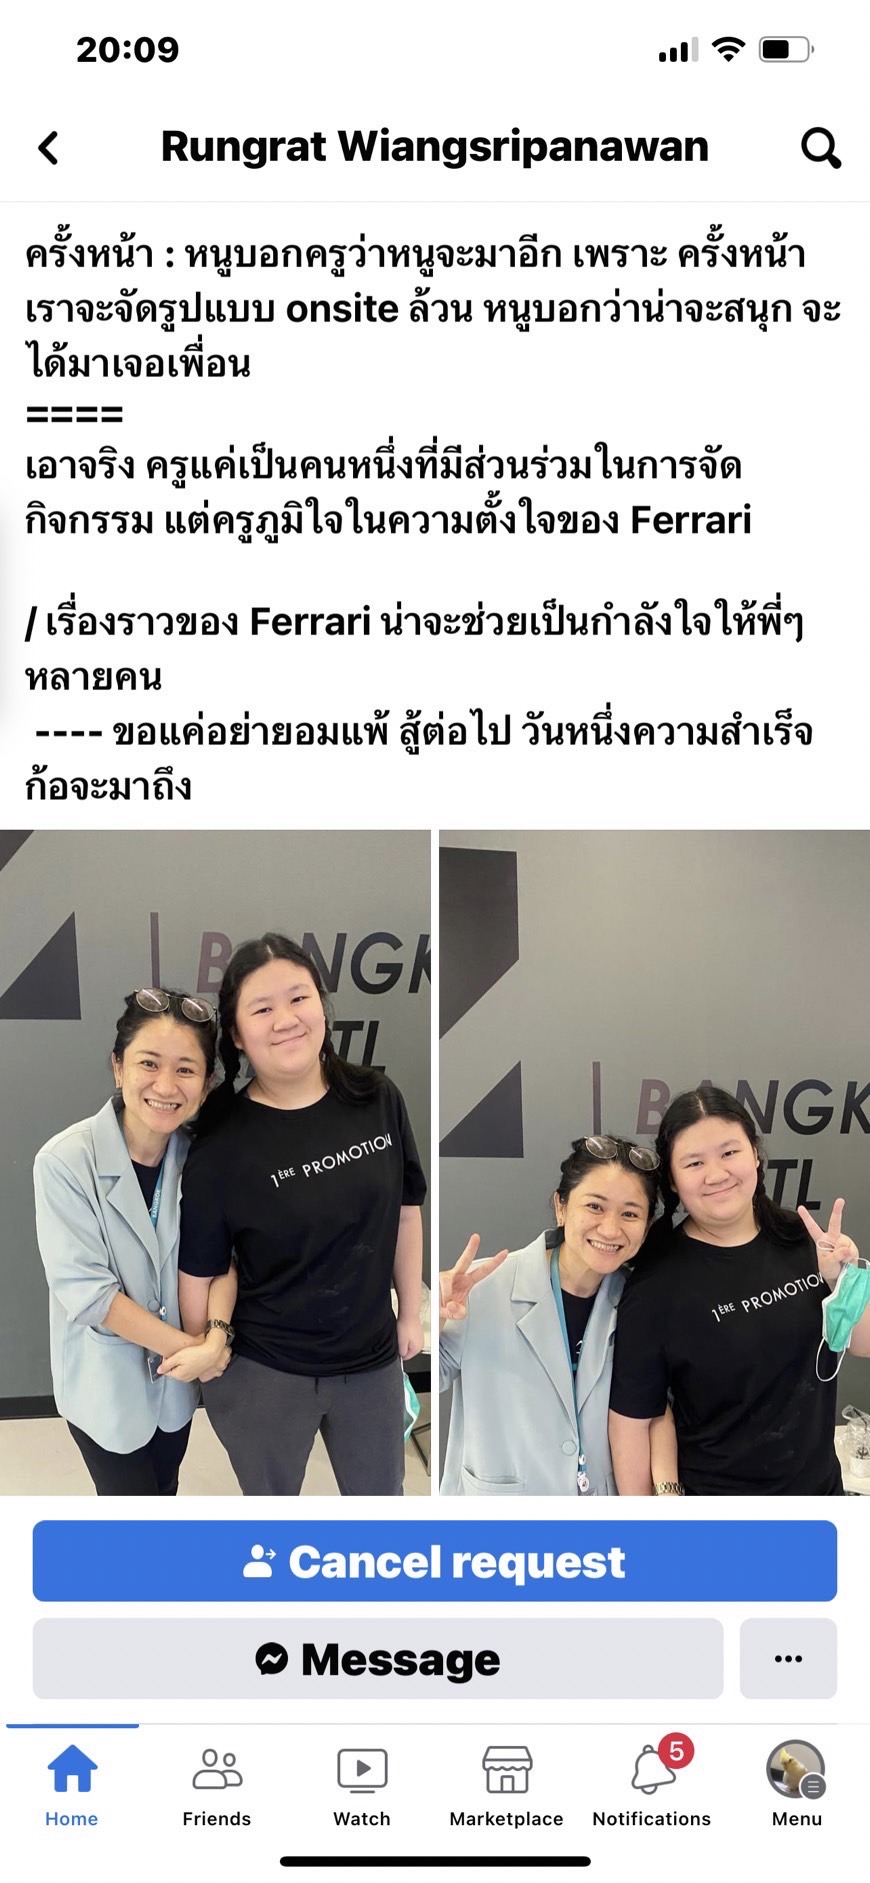 20:09
Rungrat Wiangsripanawan
ครั้งหน้า : หนูบอกครูว่าหนูจะมาอีก เพราะ ครั้งหน้า
เราจะจัดรูปแบบ onsite ล้วน หนูบอกว่าน่าจะสนุก จะ
ได้มาเจอเพื่อน
====
เอาจริง ครูแค่เป็นคนหนึ่งที่มีส่วนร่วมในการจัด
กิจกรรม แต่ครูภูมิใจในความตั้งใจของ Ferrari
/ เรื่องราวของ Ferrari น่าจะช่วยเป็นกำลังใจให้พี่ๆ
หลายคน
---- ขอแค่อย่ายอมแพ้ สู้ต่อไป วันหนึ่งความสำเร็จ
ก้อจะมาถึง
1ÈRE PROMOTION
1ÈRE PROMOTIO
Cancel request
Message
5
Home
Friends
Watch
Marketplace
Notifications
Menu